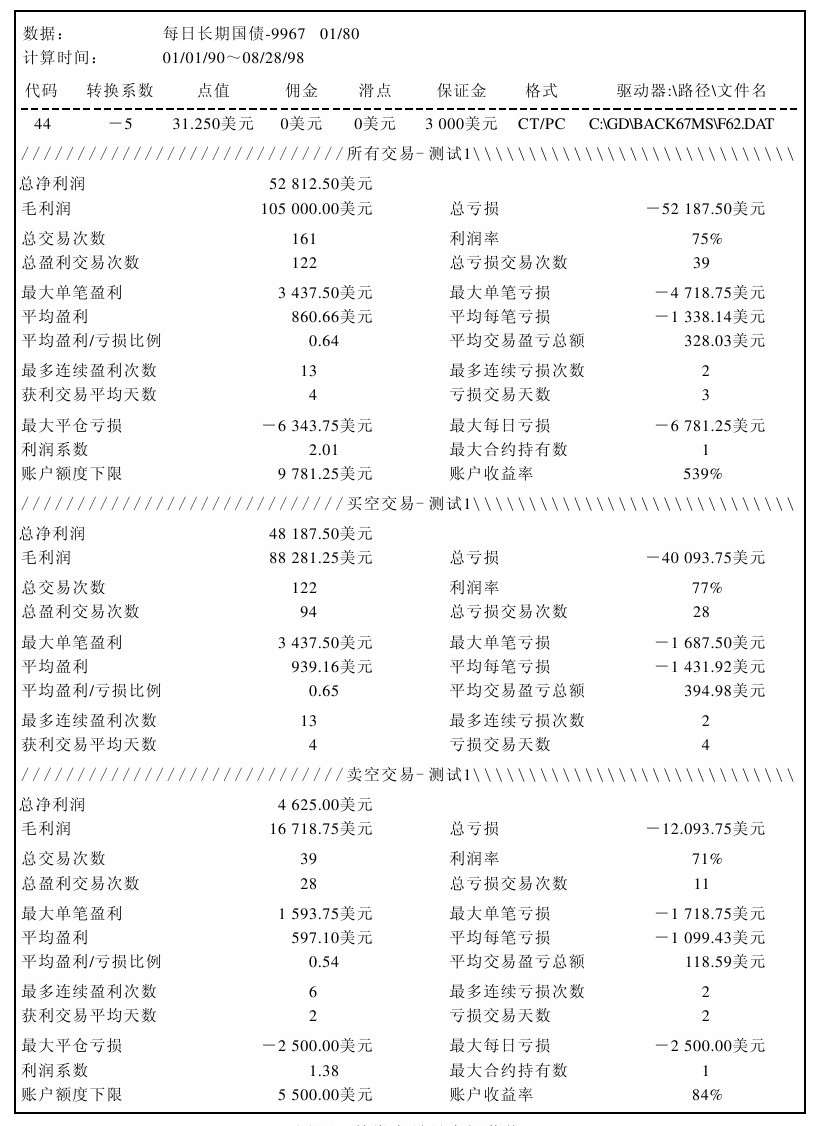 数据： 每日长期国债-9967 01/80
计算时间： 01/01/90～08/28/98
代码 转换系数 点值 佣金 滑点 保证金 格式 驱动器:\路径\文件名
44 －5 31.250美元 0美元 0美元 3 000美元 CT/PC C:\GD\BACK67MS\F62.DAT
/////////////////////////////所有交易－测试1\\\\\\\\\\\\\\\\\\\\\\\\\\\\\
总净利润 52 812.50美元
毛利润 105 000.00美元 总亏损 －52 187.50美元
总交易次数 161 利润率 75%
总盈利交易次数 122 总亏损交易次数 39
最大单笔盈利 3 437.50美元 最大单笔亏损 －4 718.75美元
平均盈利 860.66美元 平均每笔亏损 －1 338.14美元
平均盈利/亏损比例 0.64 平均交易盈亏总额 328.03美元
最多连续盈利次数 13 最多连续亏损次数 2
获利交易平均天数 4 亏损交易天数 3
最大平仓亏损 －6 343.75美元 最大每日亏损 －6 781.25美元
利润系数 2.01 最大合约持有数 1
账户额度下限 9 781.25美元 账户收益率 539%
/////////////////////////////买空交易－测试1\\\\\\\\\\\\\\\\\\\\\\\\\\\\\
总净利润 48 187.50美元
毛利润 88 281.25美元 总亏损 －40 093.75美元
总交易次数 122 利润率 77%
总盈利交易次数 94 总亏损交易次数 28
最大单笔盈利 3 437.50美元 最大单笔亏损 －1 687.50美元
平均盈利 939.16美元 平均每笔亏损 －1 431.92美元
平均盈利/亏损比例 0.65 平均交易盈亏总额 394.98美元
最多连续盈利次数 13 最多连续亏损次数 2
获利交易平均天数 4 亏损交易天数 4
/////////////////////////////卖空交易－测试1\\\\\\\\\\\\\\\\\\\\\\\\\\\\\
总净利润 4 625.00美元
毛利润 16 718.75美元 总亏损 －12.093.75美元
总交易次数 39 利润率 71%
总盈利交易次数 28 总亏损交易次数 11
最大单笔盈利 1 593.75美元 最大单笔亏损 －1 718.75美元
平均盈利 597.10美元 平均每笔亏损 －1 099.43美元
平均盈利/亏损比例 0.54 平均交易盈亏总额 118.59美元
最多连续盈利次数 6 最多连续亏损次数 2
获利交易平均天数 2 亏损交易天数 2
最大平仓亏损 －2 500.00美元 最大每日亏损 －2 500.00美元
利润系数 1.38 最大合约持有数 1
账户额度下限 5 500.00美元 账户收益率 84%